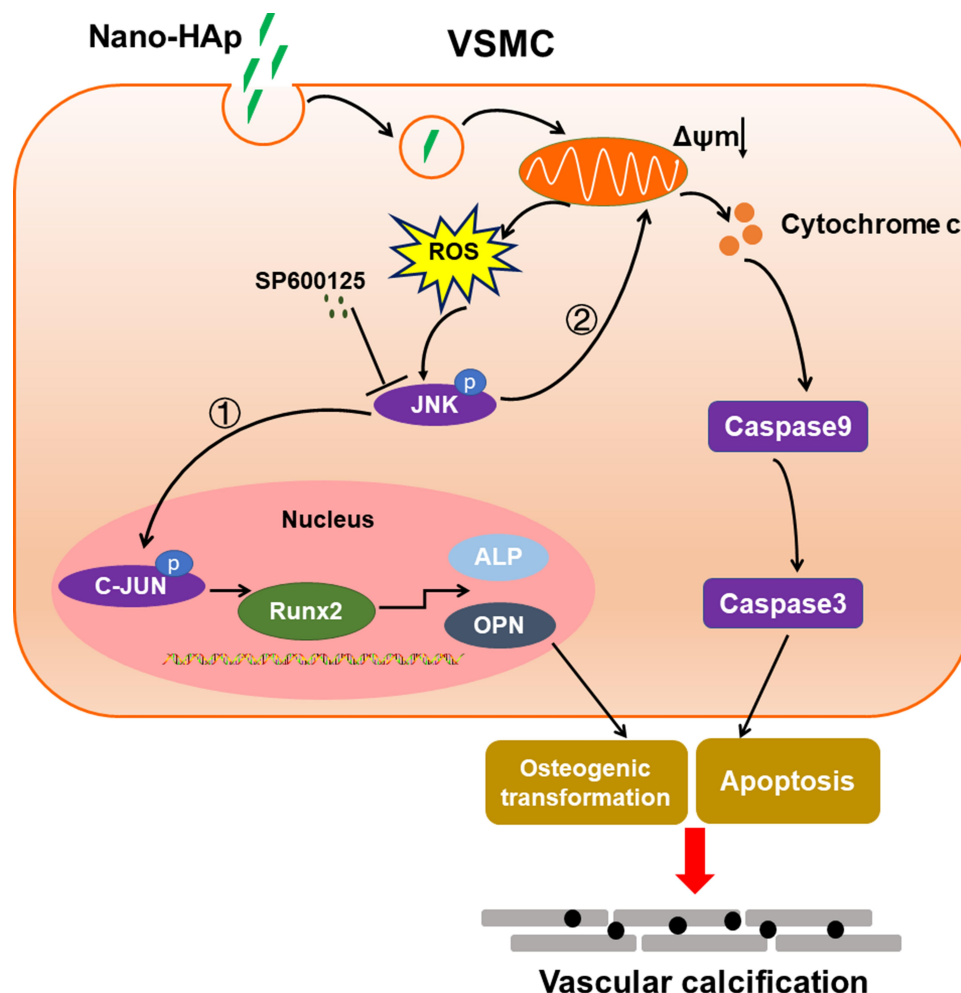 Nano-HAp
VSMC
Δψm
Cytochrome c
ROS
SP600125
②
p
JNK
①
Caspase9
Nucleus
p
ALP
C-JUN
Runx2
OPN
Caspase3
Osteogenic
transformation
Apoptosis
Vascular calcification